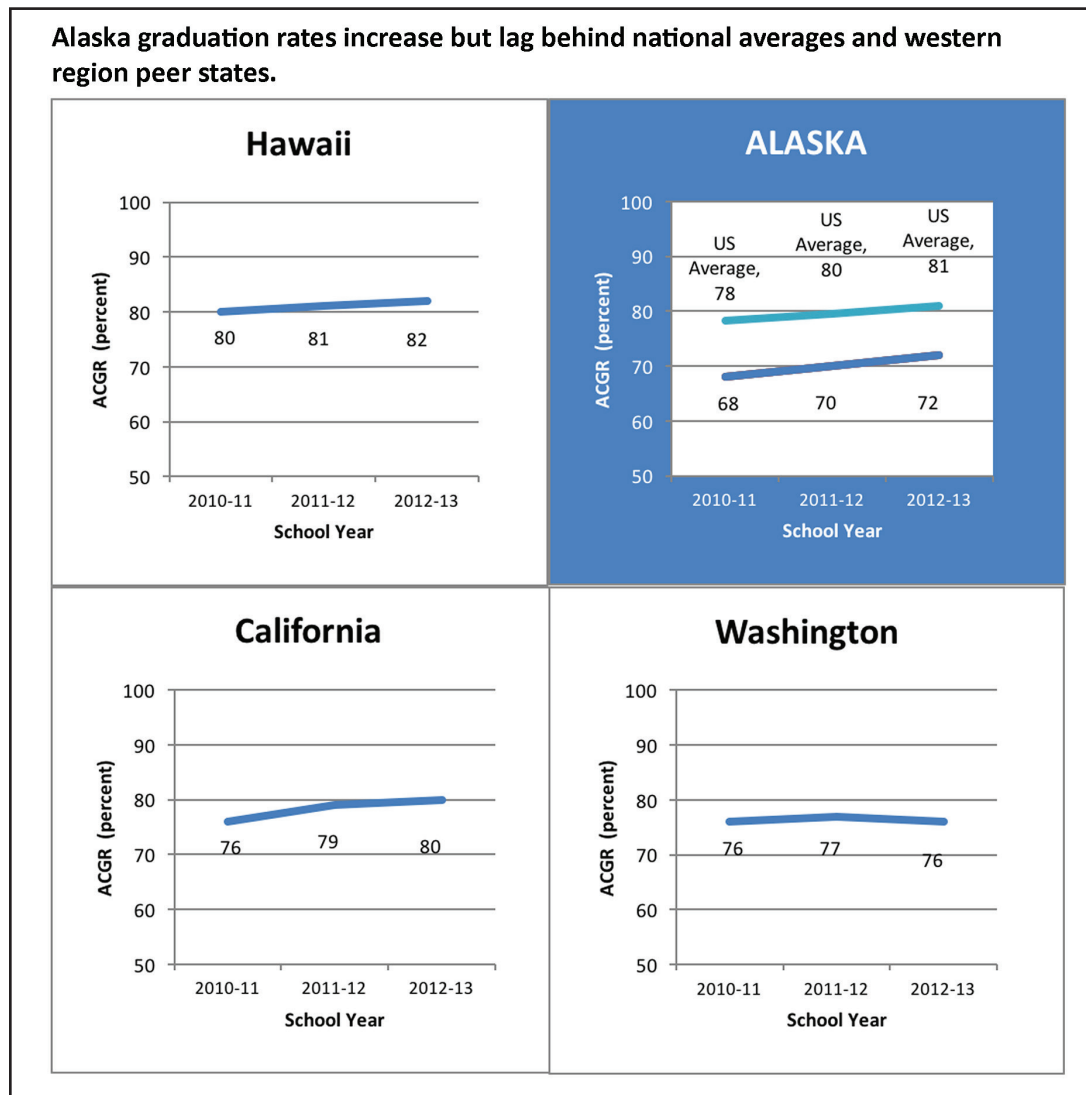 Alaska graduation rates increase but lag behind national averages and western
region peer states.
Hawaii
ACGR (percent)
100
90
80
70
60
50
80
81
82
2010-11
2011-12
2012-13
School Year
ALASKA
ACGR (percent)
100
90
80
70
60
50
US
Average,
78
US
Average,
80
US
Average,
81
68
70
72
2010-11
2011-12
2012-13
School Year
California
ACGR (percent)
100
90
80
70
60
50
76
79
80
2010-11
2011-12
2012-13
School Year
Washington
ACGR (percent)
100
90
80
70
60
50
76
77
76
2010-11
2011-12
2012-13
School Year